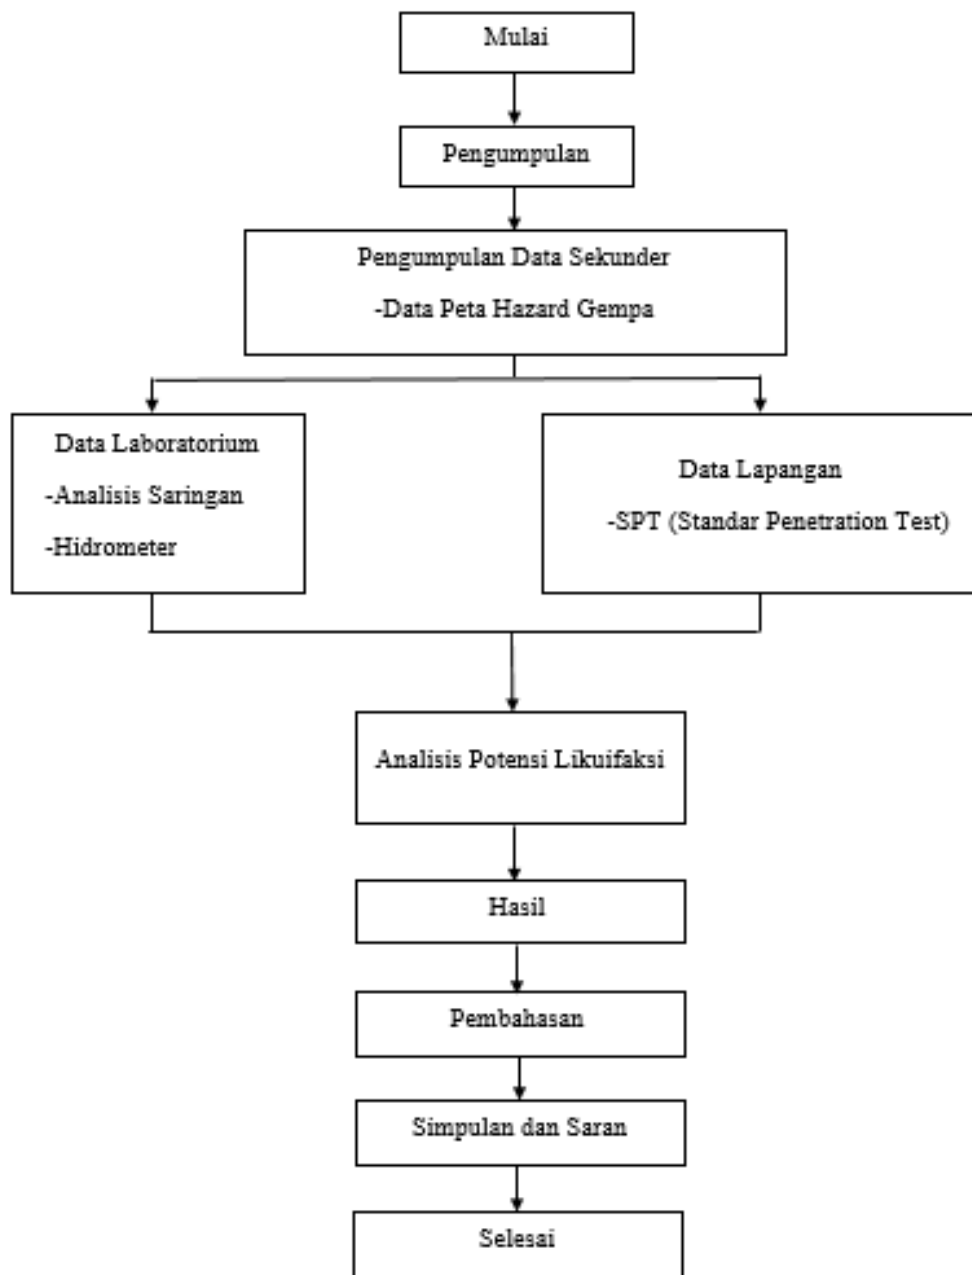 Mulai
Pengumpulan
Pengumpulan Data Sekunder
-Data Peta Hazard Gempa
Data Laboratorium
-Analisis Saringan
-Hidrometer
Data Lapangan
-SPT (Standar Penetration Test)
Analisis Potensi Likuifaksi
Hasil
Pembahasan
Simpulan dan Saran
Selesai